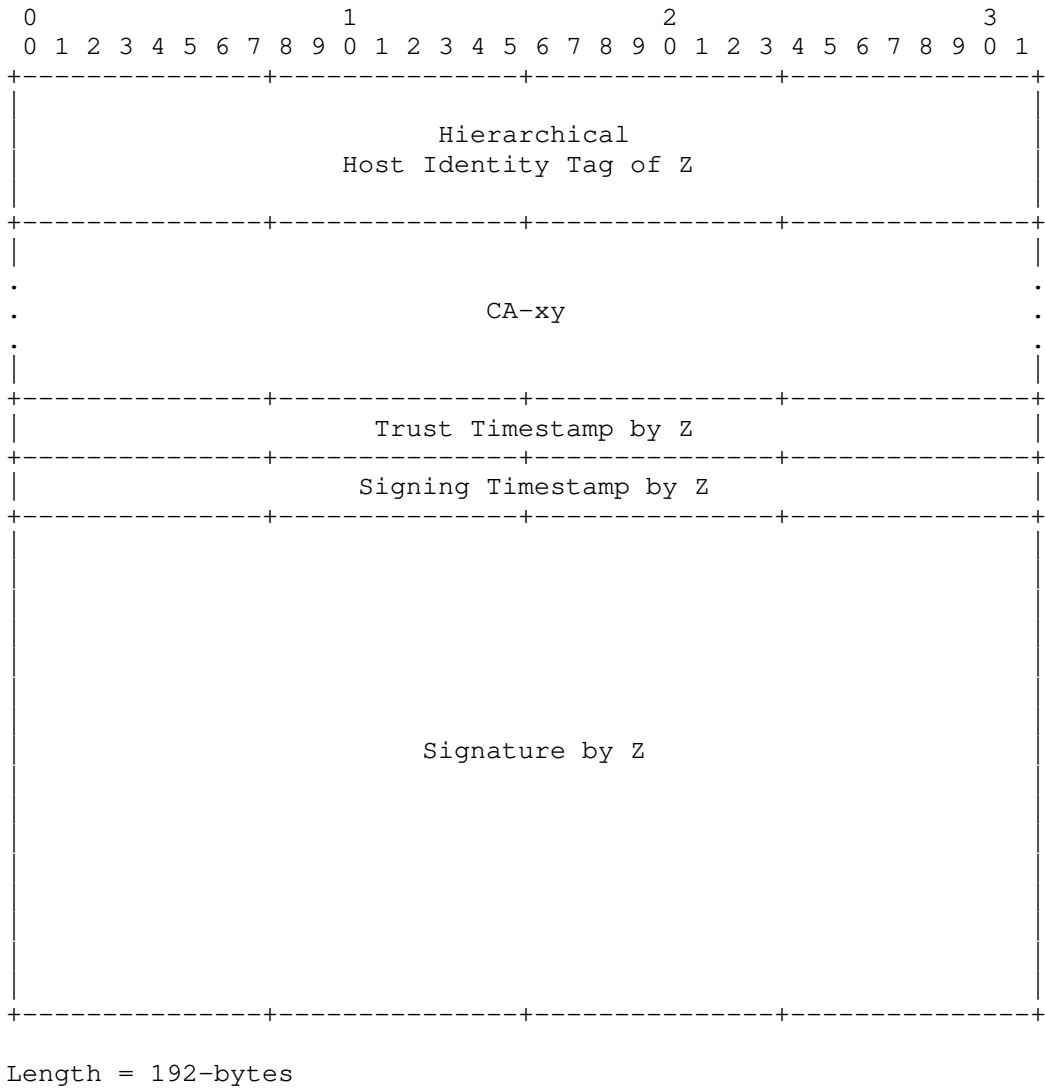 0                   1                   2                   3
0 1 2 3 4 5 6 7 8 9 0 1 2 3 4 5 6 7 8 9 0 1 2 3 4 5 6 7 8 9 0 1
Hierarchical
Host Identity Tag of Z
CA-xy
Trust Timestamp by Z
Signing Timestamp by Z
Signature by Z
Length = 192-bytes